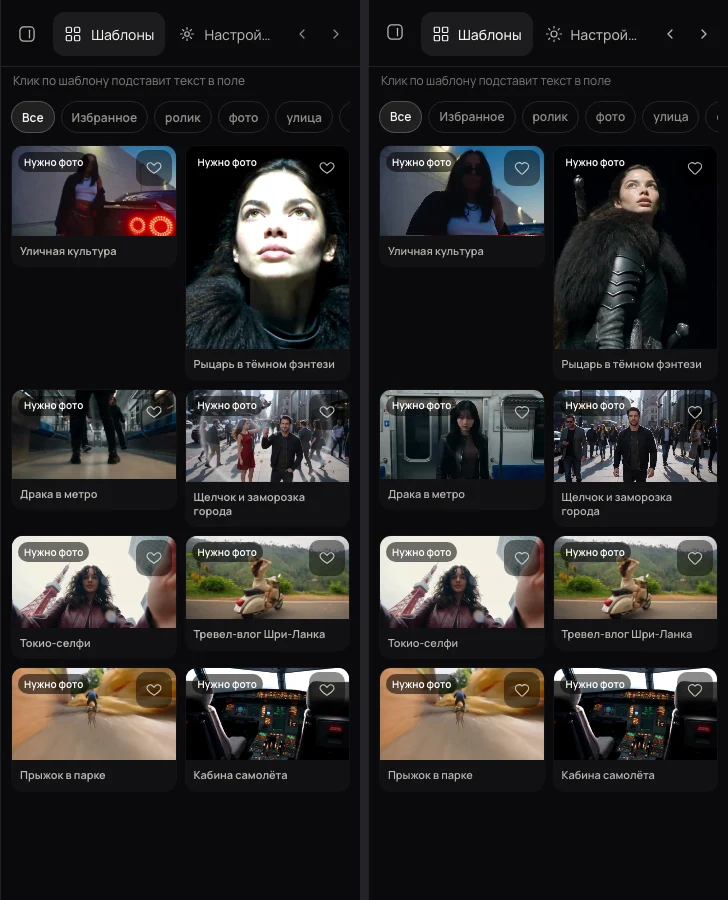 Шаблоны
Настрой...
Клик по шаблону подставит текст в поле
Все
Избранное
ролик
фото
улица
Нужно фото
Нужно фото
Уличная культура
Рыцарь в тёмном фэнтези
Нужно фото
Нужно фото
Драка в метро
Щелчок и заморозка
города
Нужно фото
Нужно фото
Токио-селфи
Тревел-влог Шри-Ланка
Нужно фото
Нужно фото
Прыжок в парке
Кабина самолёта
Шаблоны
Настрой...
Клик по шаблону подставит текст в поле
Все
Избранное
ролик
фото
улица
Нужно фото
Нужно фото
Уличная культура
Рыцарь в тёмном фэнтези
Нужно фото
Нужно фото
Драка в метро
Щелчок и заморозка
города
Нужно фото
Нужно фото
Токио-селфи
Тревел-влог Шри-Ланка
Нужно фото
Нужно фото
Прыжок в парке
Кабина самолёта